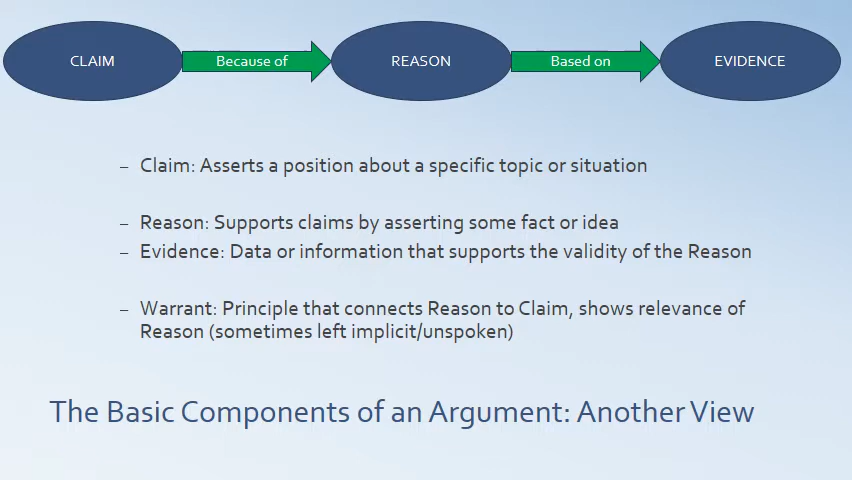 CLAIM
Because of
REASON
Based on
EVIDENCE
– Claim: Asserts a position about a specific topic or situation
– Reason: Supports claims by asserting some fact or idea
– Evidence: Data or information that supports the validity of the Reason
– Warrant: Principle that connects Reason to Claim, shows relevance of
Reason (sometimes left implicit/unspoken)
The Basic Components of an Argument: Another View